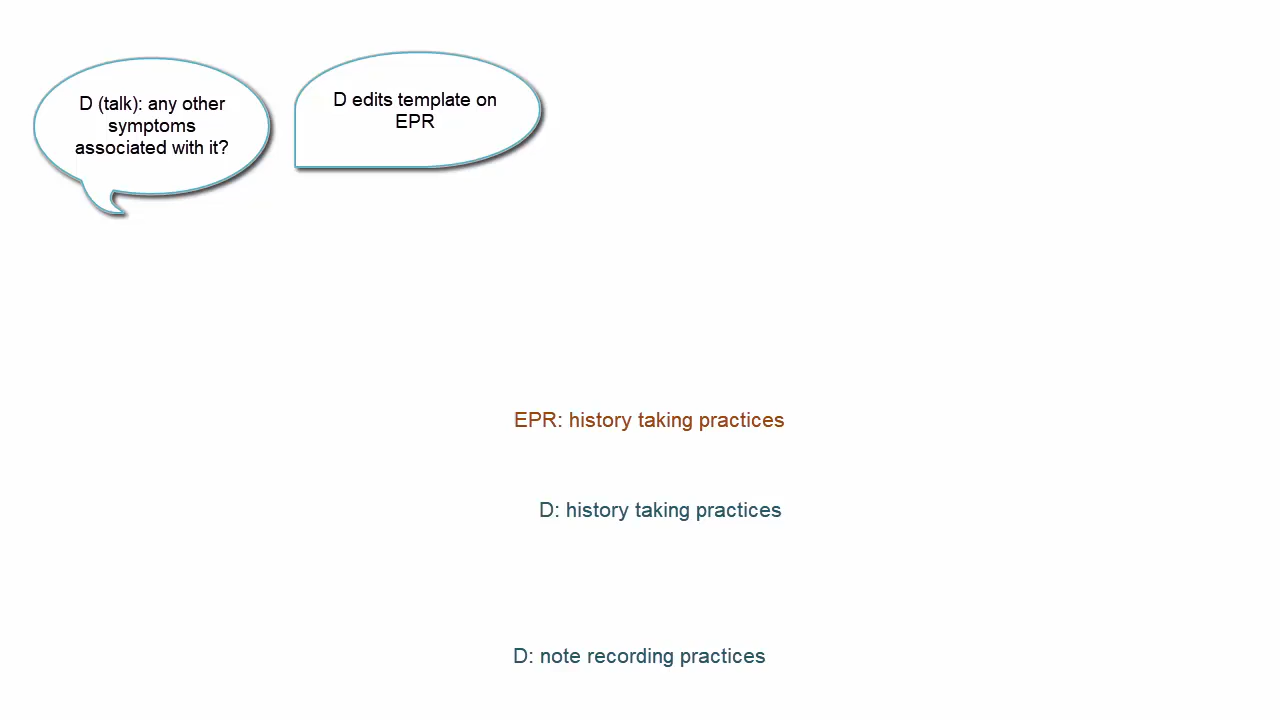 D (talk): any other
symptoms
associated with it?
D edits template on
EPR
EPR: history taking practices
D: history taking practices
D: note recording practices